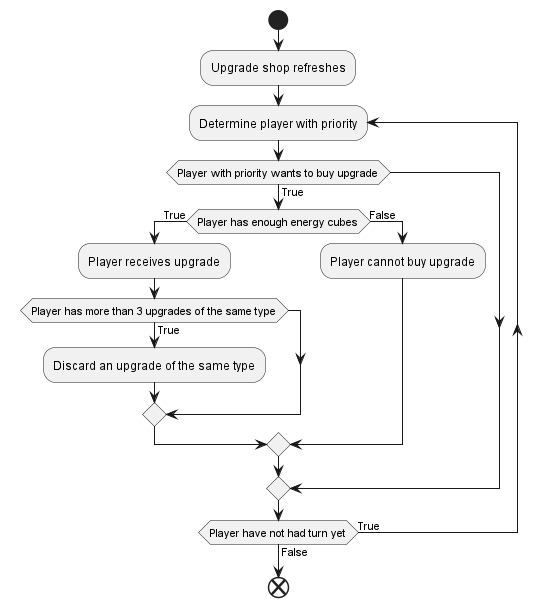 Upgrade shop refreshes
Determine player with priority
Player with priority wants to buy upgrade
True
True
Player has enough energy cubes
False
Player receives upgrade
Player cannot buy upgrade
Player has more than 3 upgrades of the same type
True
Discard an upgrade of the same type
Player have not had turn yet
True
False